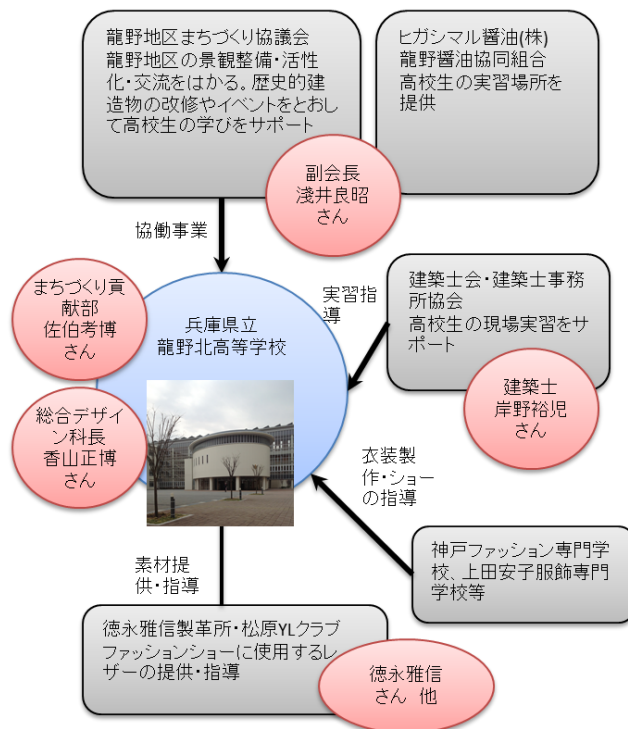 龍野地区まちづくり協議会
龍野地区の景観整備・活性
化・交流をはかる。歴史的建
造物の改修やイベントをとおし
て高校生の学びをサポート
ヒガシマル醤油(株)
龍野醤油協同組合
高校生の実習場所を
提供
副会長
淺井良昭
さん
協働事業
まちづくり貢
献部
佐伯考博
さん
兵庫県立
龍野北高等学校
実習指
導
建築士会・建築士事務
所協会
高校生の現場実習をサ
ポート
建築士
岸野裕児
さん
総合デザイ
ン科長
香山正博
さん
衣装製
作・ショー
の指導
神戸ファッション専門学
校、上田安子服飾専門
学校等
素材提
供・指導
徳永雅信製革所・松原YLクラブ
ファッションショーに使用するレ
ザーの提供・指導
徳永雅信
さん 他